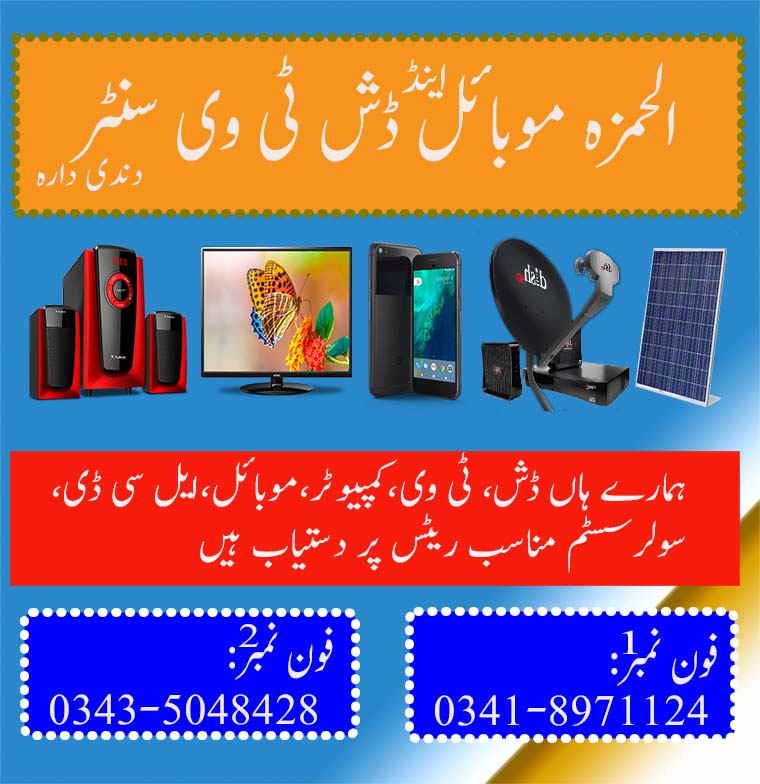 الحمزہ موبائل اینڈ ڈش ٹی وی سنٹر
دندی دارہ
dish
ہمارے ہاں ڈش، ٹی وی، کمپیوٹر، موبائل، ایل سی ڈی،
سولر سسٹم مناسب ریٹس پر دستیاب ہیں
فون نمبر1:
0341-8971124
فون نمبر2:
0343-5048428